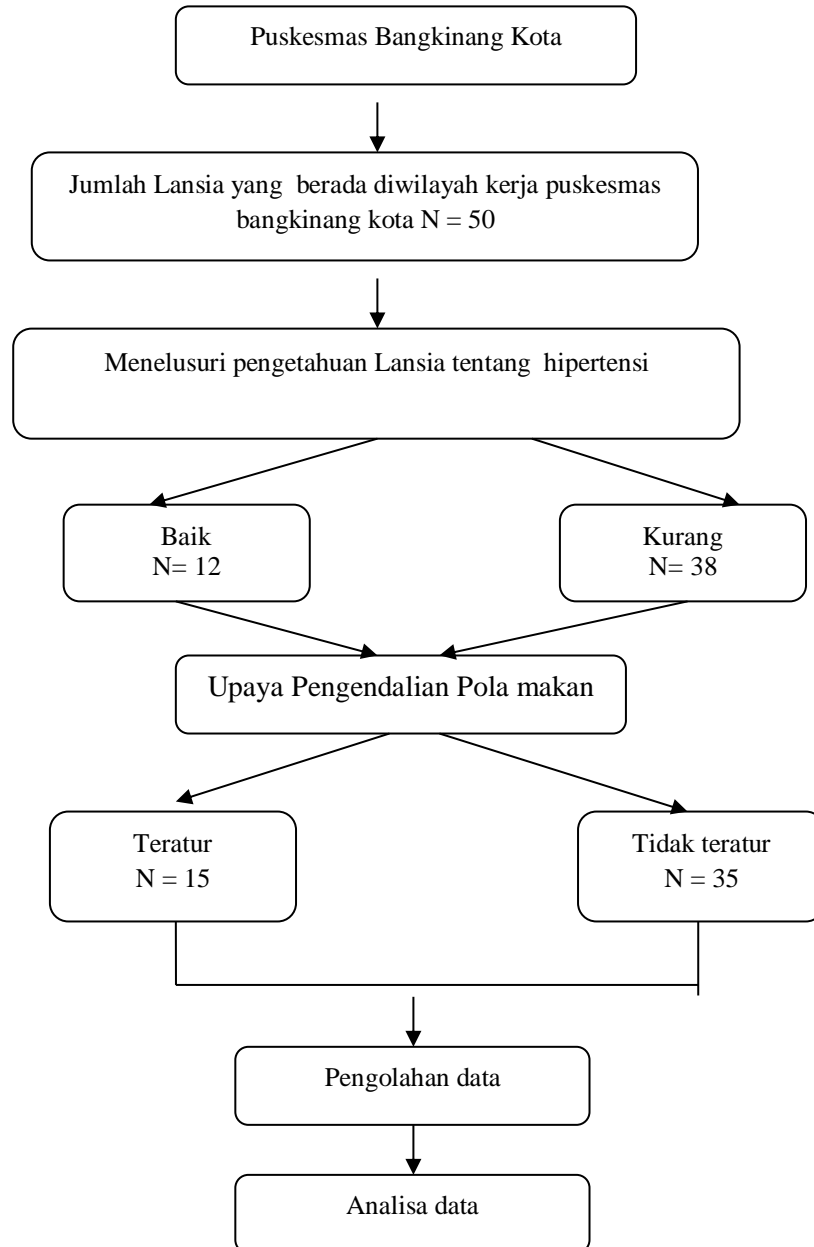 Puskesmas Bangkinang Kota
Jumlah Lansia yang berada diwilayah kerja puskesmas
bangkinang kota N = 50
Menelusuri pengetahuan Lansia tentang hipertensi
Baik
N= 12
Kurang
N= 38
Upaya Pengendalian Pola makan
Teratur
N = 15
Tidak teratur
N = 35
Pengolahan data
Analisa data